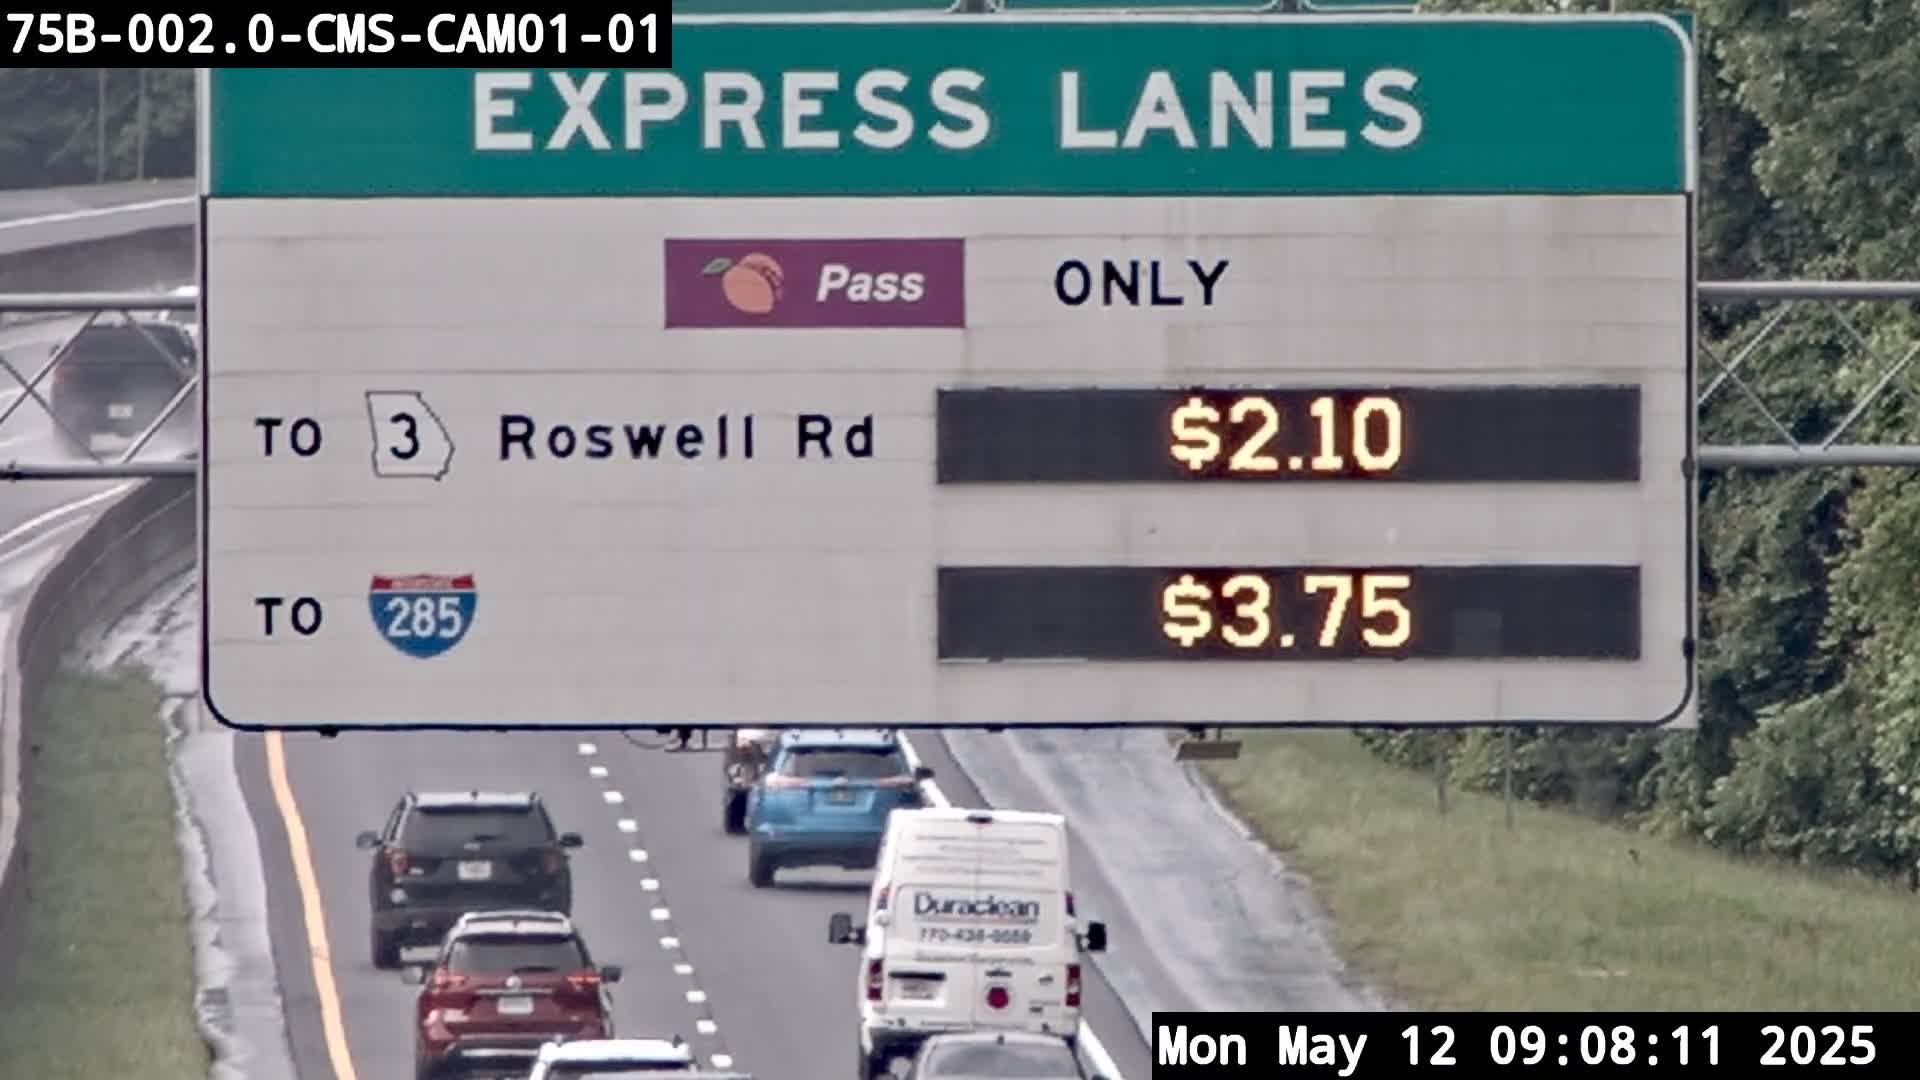 75B-002.0-CMS-CAM01-01
EXPRESS LANES
Pass ONLY
TO 3 Roswell Rd $2.10
TO 285 $3.75
Duraclean
Mon May 12 09:08:11 2025